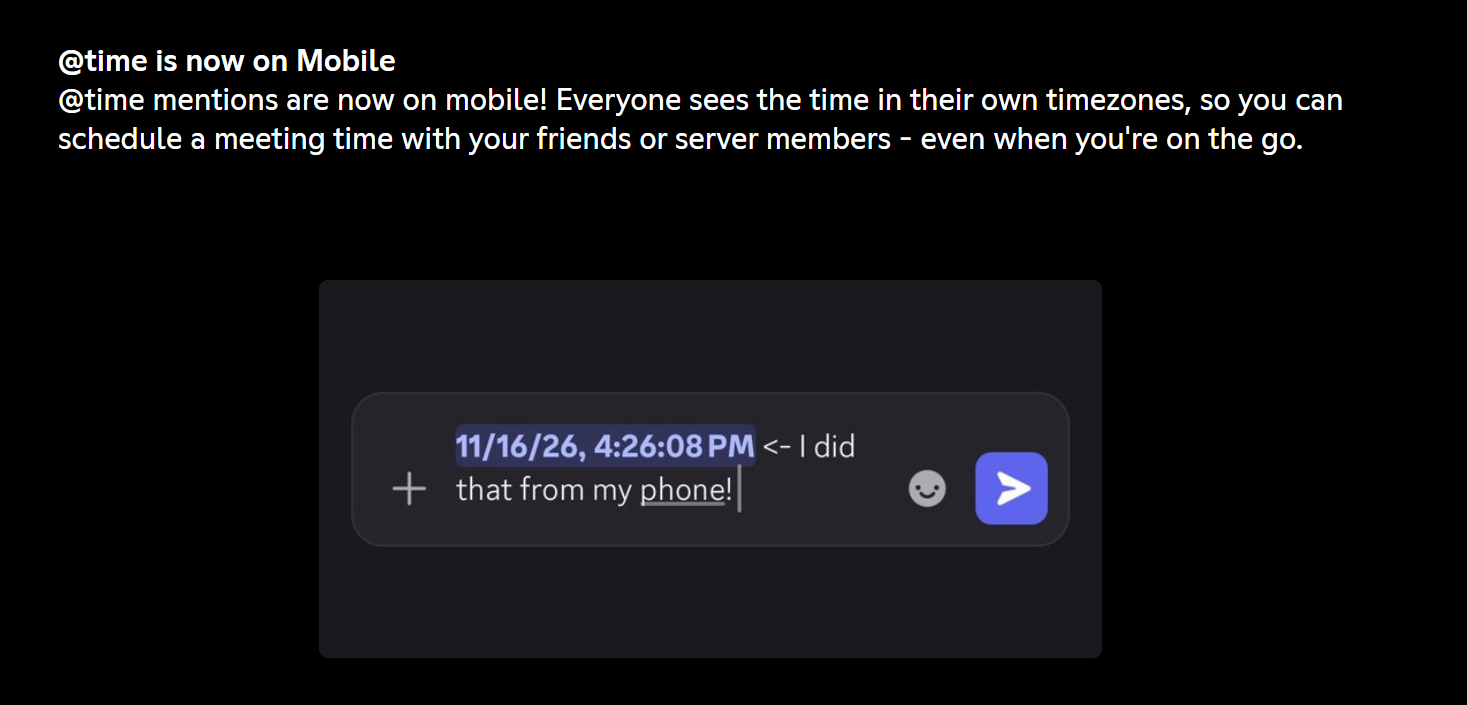 @time is now on Mobile
@time mentions are now on mobile! Everyone sees the time in their own timezones, so you can
schedule a meeting time with your friends or server members - even when you're on the go.
11/16/26, 4:26:08 PM <- I did
that from my phone!